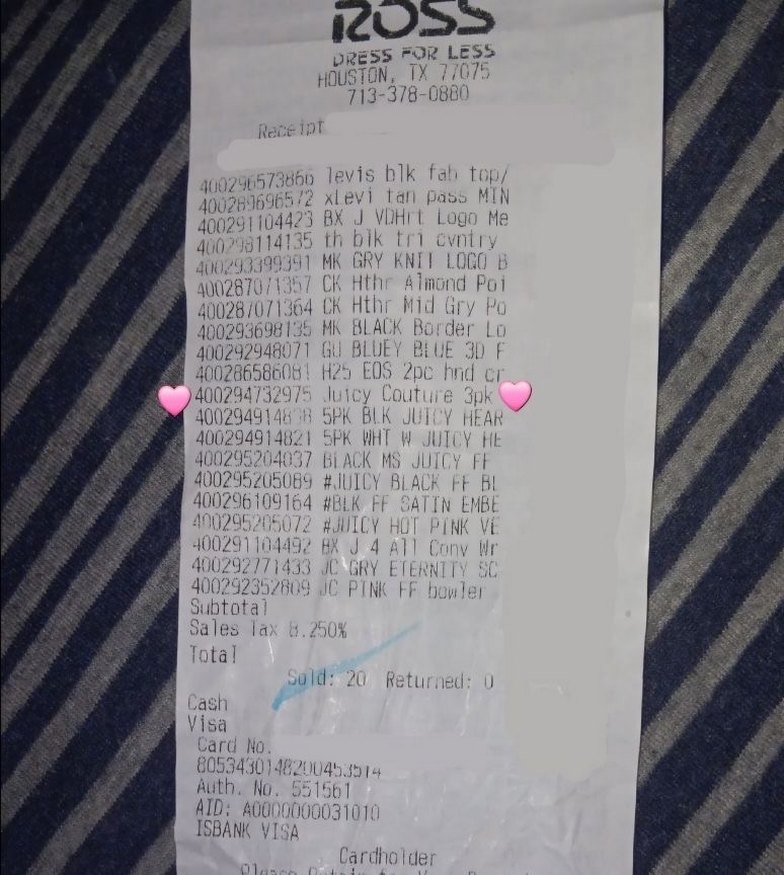 ROSS
DRESS FOR LESS
HOUSTON, TX 77075
713-378-0880
Receipt
400296573866 levis blk fab top/
400289696572 xLevi tan pass MIN
400291104423 BX J VDHrt Logo Me
400298114135 th blk tri cvntry
400293399391 MK GRY KNIT LOGO B
400287071357 CK Hthr Almond Poi
400287071364 CK Hthr Mid Gry Po
400293698135 MK BLACK Border Lo
400292948071 GU BLUEY BLUE 3D F
400286586081 H25 EOS 2pc hnd cr
400294732975 Juicy Couture 3pk
400294914838 5PK BLK JUICY HEAR
400294914821 5PK WHT W JUICY HE
400295204037 BLACK MS JUICY FF
400295205089 #JUICY BLACK FF BL
400296109164 #BLK FF SATIN EMBE
400295205072 #JUICY HOT PINK VE
400291104492 BX J 4 All Conv Wr
400292771433 JC GRY ETERNITY SC
400292352809 JC PINK FF bowler
Subtotal
Sales Tax 8.250%
Total
Sold: 20 Returned: 0
Cash
Visa
Card No.
8053430148200453514
Auth. No. 551561
AID: A0000000031010
ISBANK VISA
Cardholder